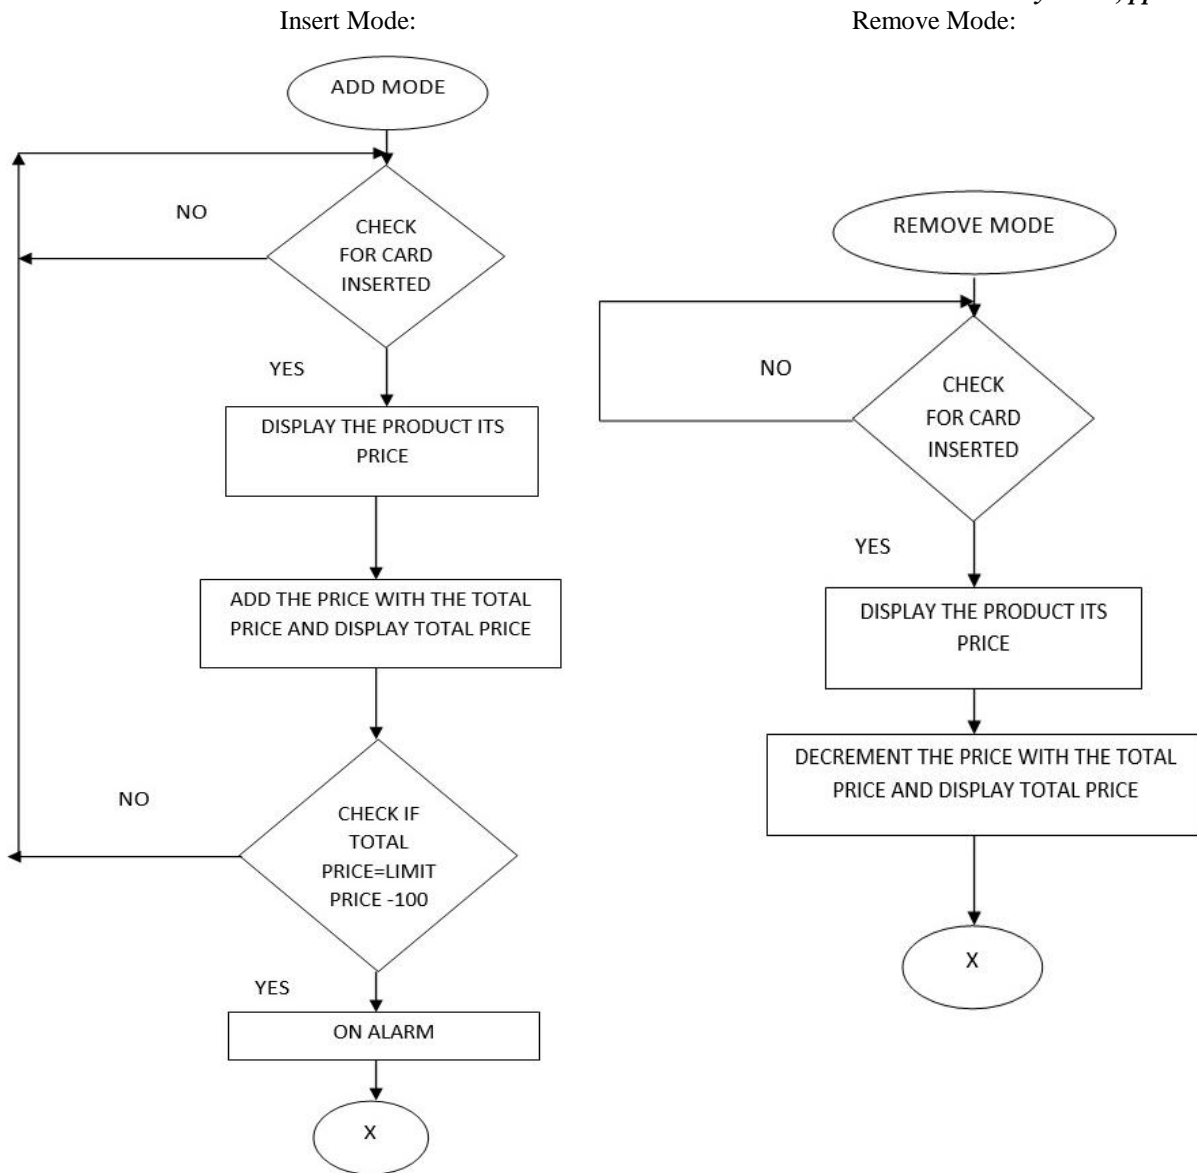 Insert Mode:
ADD MODE
NO
CHECK
FOR CARD
INSERTED
YES
DISPLAY THE PRODUCT ITS
PRICE
ADD THE PRICE WITH THE TOTAL
PRICE AND DISPLAY TOTAL PRICE
NO
CHECK IF
TOTAL
PRICE=LIMIT
PRICE -100
YES
ON ALARM
X
Remove Mode:
REMOVE MODE
NO
CHECK
FOR CARD
INSERTED
YES
DISPLAY THE PRODUCT ITS
PRICE
DECREMENT THE PRICE WITH THE TOTAL
PRICE AND DISPLAY TOTAL PRICE
X